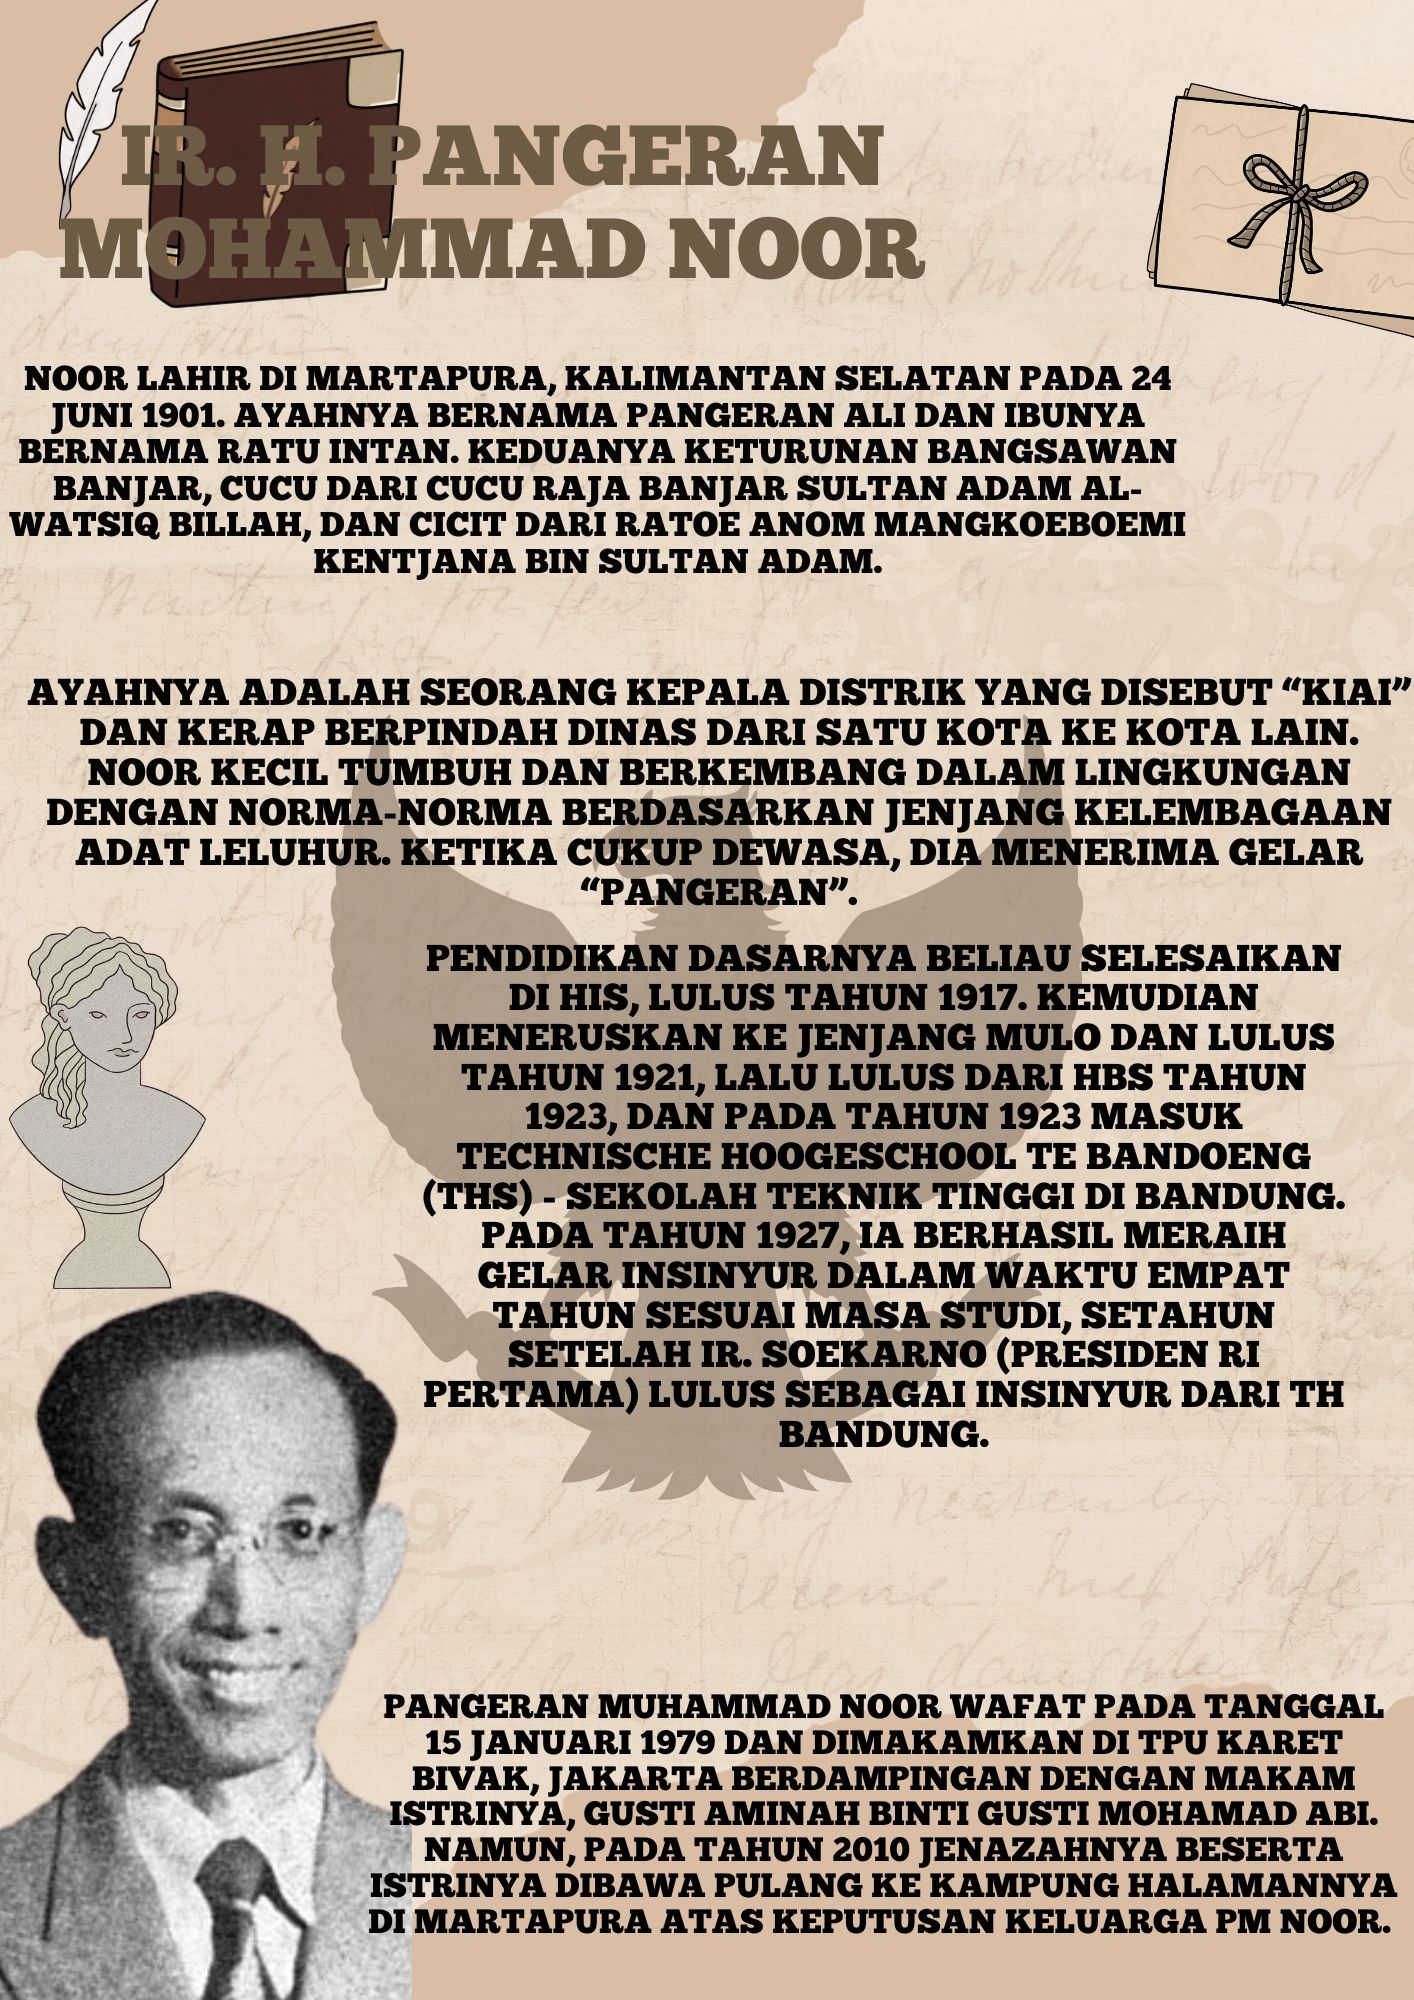 IR. H. PANGERAN
MOHAMMAD NOOR
NOOR LAHIR DI MARTAPURA, KALIMANTAN SELATAN PADA 24
JUNI 1901. AYAHNYA BERNAMA PANGERAN ALI DAN IBUNYA
BERNAMA RATU INTAN. KEDUANYA KETURUNAN BANGSAWAN
BANJAR, CUCU DARI CUCU RAJA BANJAR SULTAN ADAM AL-
WATSIQ BILLAH, DAN CICIT DARI RATOE ANOM MANGKOEBOEMI
KENTJANA BIN SULTAN ADAM.
AYAHNYA ADALAH SEORANG KEPALA DISTRIK YANG DISEBUT “KIAI”
DAN KERAP BERPINDAH DINAS DARI SATU KOTA KE KOTA LAIN.
NOOR KECIL TUMBUH DAN BERKEMBANG DALAM LINGKUNGAN
DENGAN NORMA-NORMA BERDASARKAN JENJANG KELEMBAGAAN
ADAT LELUHUR. KETIKA CUKUP DEWASA, DIA MENERIMA GELAR
“PANGERAN”.
PENDIDIKAN DASARNYA BELIAU SELESAIKAN
DI HIS, LULUS TAHUN 1917. KEMUDIAN
MENERUSKAN KE JENJANG MULO DAN LULUS
TAHUN 1921, LALU LULUS DARI HBS TAHUN
1923, DAN PADA TAHUN 1923 MASUK
TECHNISCHE HOOGESCHOOL TE BANDOENG
(THS) - SEKOLAH TEKNIK TINGGI DI BANDUNG.
PADA TAHUN 1927, IA BERHASIL MERAIH
GELAR INSINYUR DALAM WAKTU EMPAT
TAHUN SESUAI MASA STUDI, SETAHUN
SETELAH IR. SOEKARNO (PRESIDEN RI
PERTAMA) LULUS SEBAGAI INSINYUR DARI TH
BANDUNG.
PANGERAN MUHAMMAD NOOR WAFAT PADA TANGGAL
15 JANUARI 1979 DAN DIMAKAMKAN DI TPU KARET
BIVAK, JAKARTA BERDAMPINGAN DENGAN MAKAM
ISTRINYA, GUSTI AMINAH BINTI GUSTI MOHAMAD ABI.
NAMUN, PADA TAHUN 2010 JENAZAHNYA BESERTA
ISTRINYA DIBAWA PULANG KE KAMPUNG HALAMANNYA
DI MARTAPURA ATAS KEPUTUSAN KELUARGA PM NOOR.